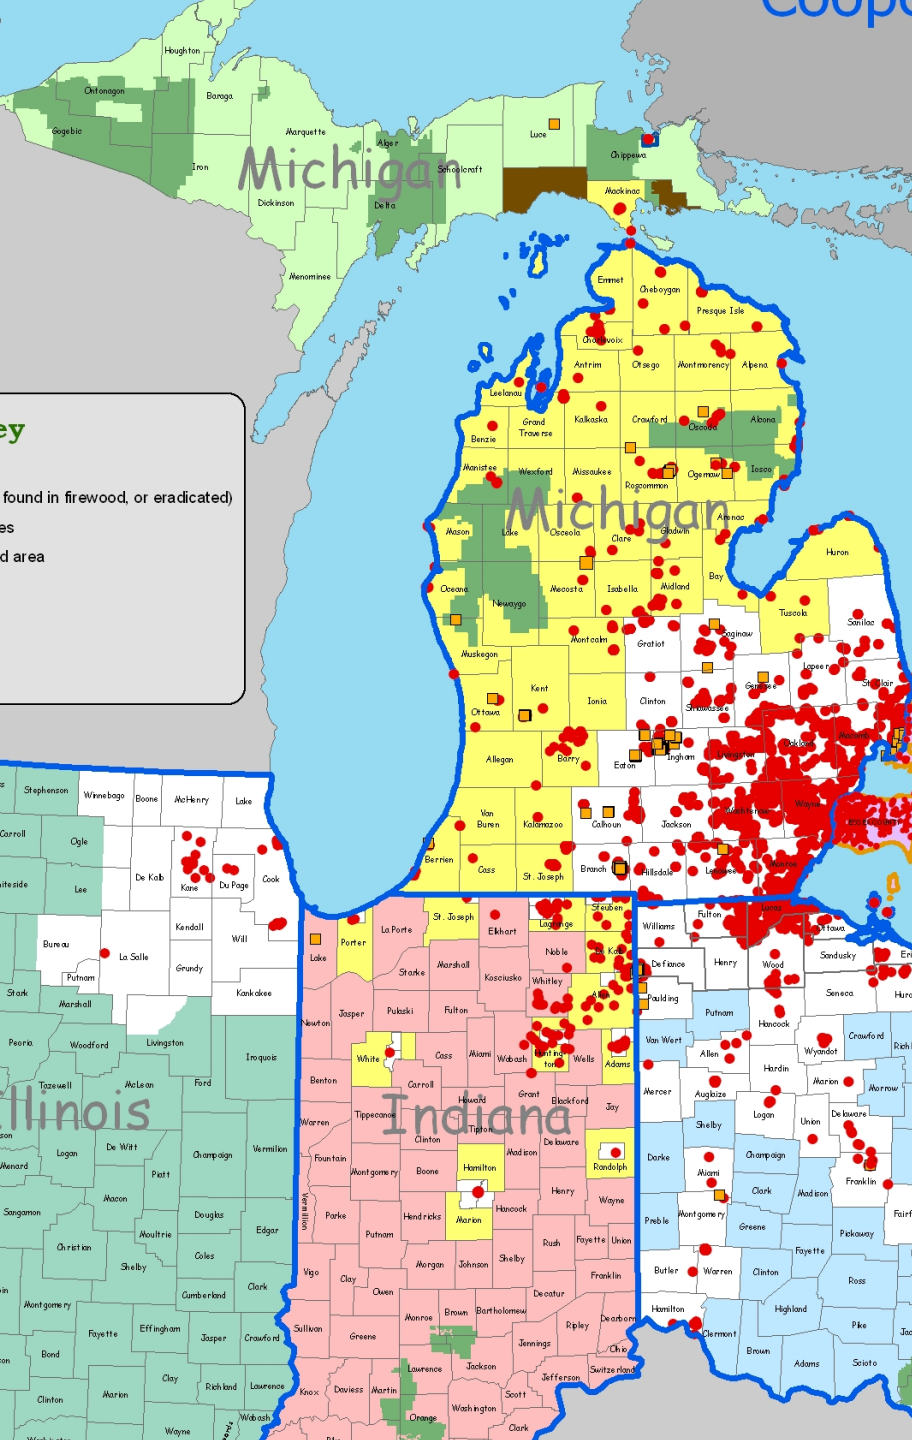 Coope
Houghton
Ontonagon
Baraga
Gogebic
Marquette
Luce
Alger
Chippewa
Iron
Michigan
Schoolcraft
Dickinson
Delta
Mackinac
Menominee
Emmet
Cheboygan
Presque Isle
Charlevoix
Antrim
Otsego
Montmorency
Alpena
Leelanau
Grand
Traverse
Kalkaska
Crawford
Oscoda
Alcona
Benzie
Manistee
Wexford
Missaukee
Roscommon
Ogemaw
Iosco
Michigan
Mason
Lake
Osceola
Clare
Gladwin
Arenac
Huron
Oceana
Newaygo
Mecosta
Isabella
Midland
Bay
Tuscola
Sanilac
Montcalm
Gratiot
Saginaw
Muskegon
Lapeer
Kent
Ionia
Clinton
Shiawassee
Genesee
St. Clair
Ottawa
Allegan
Barry
Eaton
Ingham
Livingston
Oakland
Macomb
Van
Buren
Kalamazoo
Calhoun
Jackson
Washtenaw
Wayne
Berrien
Cass
St. Joseph
Branch
Hillsdale
Lenawee
Monroe
ey
found in firewood, or eradicated)
es
d area
Stephenson
Winnebago
Boone
McHenry
Lake
Carroll
Ogle
De Kalb
Kane
Du Page
Cook
hiteside
Lee
Kendall
Will
Bureau
La Salle
Grundy
Putnam
Kankakee
Stark
Marshall
Peoria
Woodford
Livingston
Iroquois
Tazewell
McLean
Ford
Illinois
Logan
De Witt
Champaign
Vermilion
Menard
Piatt
Macon
Sangamon
Douglas
Moultrie
Edgar
Christian
Shelby
Coles
Clark
Cumberland
Montgomery
Fayette
Effingham
Jasper
Crawford
Bond
Clay
Richland
Lawrence
Clinton
Marion
Wabash
Wayne
Washington
Lake
Porter
La Porte
St. Joseph
Elkhart
Lagrange
Steuben
Noble
De Kalb
Starke
Marshall
Kosciusko
Whitley
Allen
Newton
Jasper
Pulaski
Fulton
White
Cass
Miami
Wabash
Hunting-
ton
Wells
Adams
Benton
Carroll
Howard
Grant
Blackford
Jay
Warren
Tippecanoe
Indiana
Clinton
Tipton
Delaware
Fountain
Montgomery
Boone
Hamilton
Madison
Randolph
Vermillion
Parke
Hendricks
Marion
Hancock
Henry
Wayne
Putnam
Rush
Fayette
Union
Vigo
Clay
Morgan
Johnson
Shelby
Franklin
Owen
Decatur
Monroe
Brown
Bartholomew
Dearborn
Sullivan
Greene
Ripley
Jennings
Ohio
Lawrence
Jackson
Switzerland
Jefferson
Knox
Daviess
Martin
Scott
Washington
Orange
Clark
Williams
Fulton
Lucas
Ottawa
Defiance
Henry
Wood
Sandusky
Eri
Paulding
Seneca
Huro
Putnam
Hancock
Van Wert
Allen
Wyandot
Crawford
Rich
Hardin
Marion
Morrow
Mercer
Auglaize
Logan
Union
Delaware
Shelby
Darke
Champaign
Miami
Franklin
Clark
Madison
Preble
Montgomery
Greene
Fairf
Pickaway
Fayette
Butler
Warren
Clinton
Ross
Hamilton
Highland
Clermont
Pike
Brown
Adams
Scioto
Jac